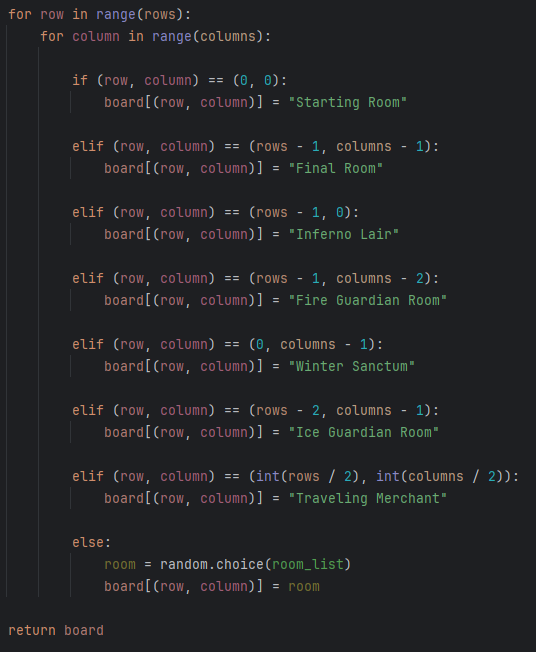 for row in range(rows):
    for column in range(columns):

        if (row, column) == (0, 0):
            board[(row, column)] = "Starting Room"

        elif (row, column) == (rows - 1, columns - 1):
            board[(row, column)] = "Final Room"

        elif (row, column) == (rows - 1, 0):
            board[(row, column)] = "Inferno Lair"

        elif (row, column) == (rows - 1, columns - 2):
            board[(row, column)] = "Fire Guardian Room"

        elif (row, column) == (0, columns - 1):
            board[(row, column)] = "Winter Sanctum"

        elif (row, column) == (rows - 2, columns - 1):
            board[(row, column)] = "Ice Guardian Room"

        elif (row, column) == (int(rows / 2), int(columns / 2)):
            board[(row, column)] = "Traveling Merchant"

        else:
            room = random.choice(room_list)
            board[(row, column)] = room

return board